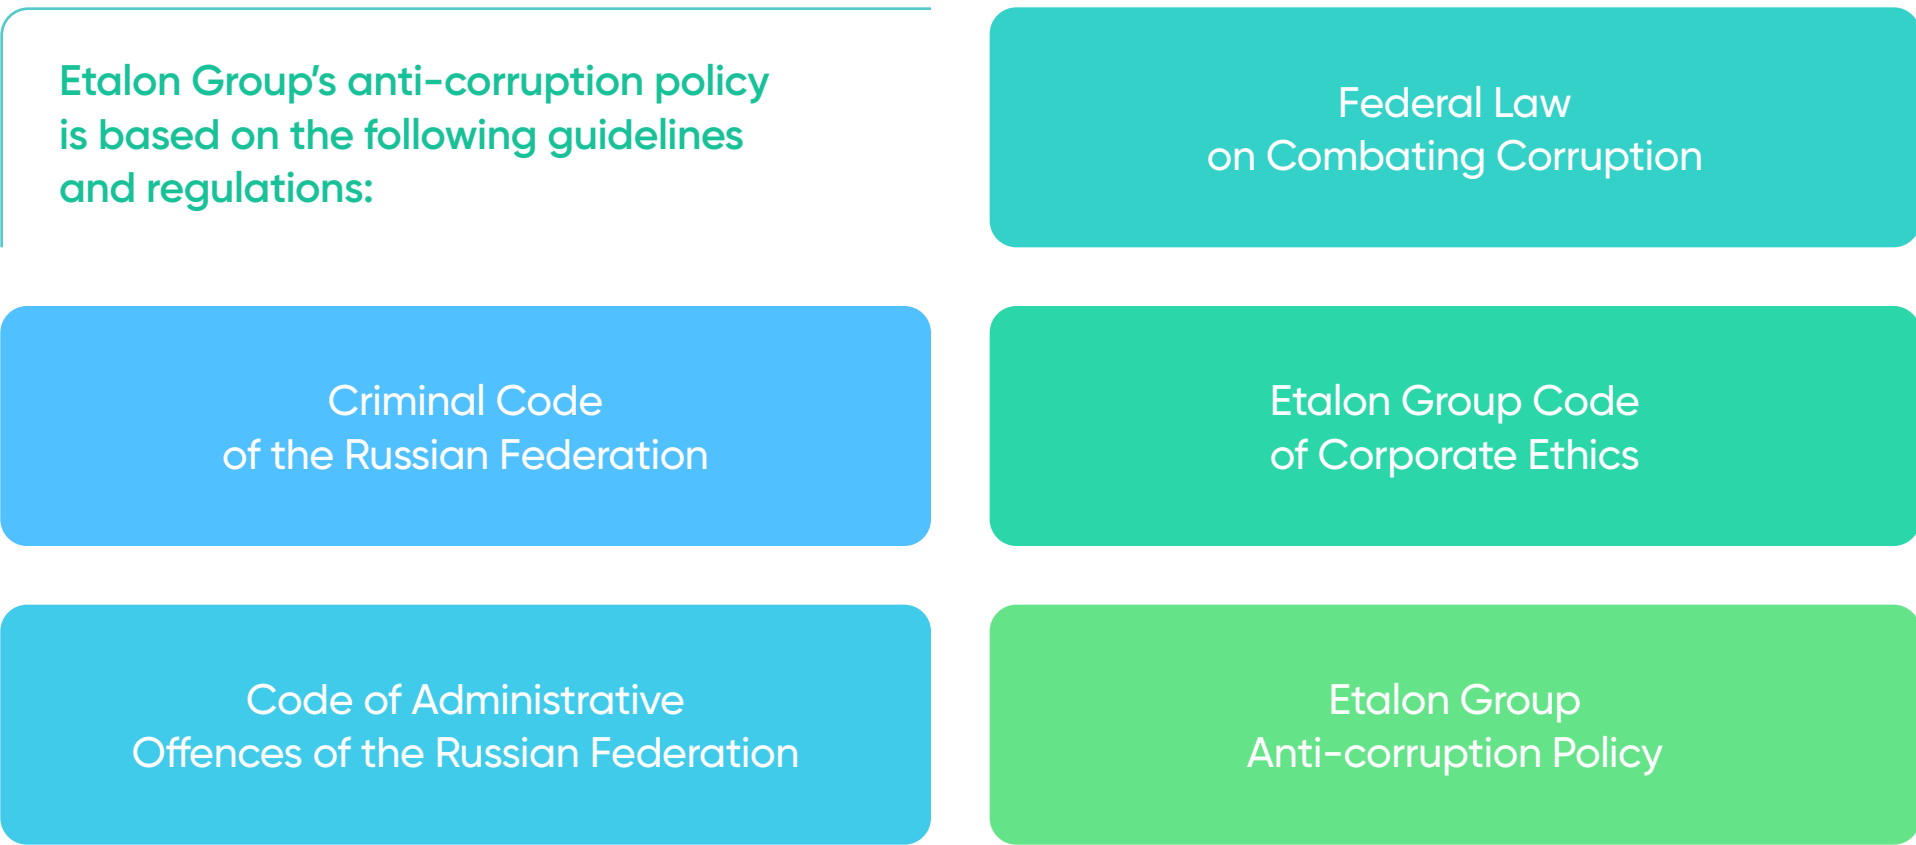 Etalon Group’s anti-corruption policy
is based on the following guidelines
and regulations:
Federal Law
on Combating Corruption
Criminal Code
of the Russian Federation
Etalon Group Code
of Corporate Ethics
Code of Administrative
Offences of the Russian Federation
Etalon Group
Anti-corruption Policy